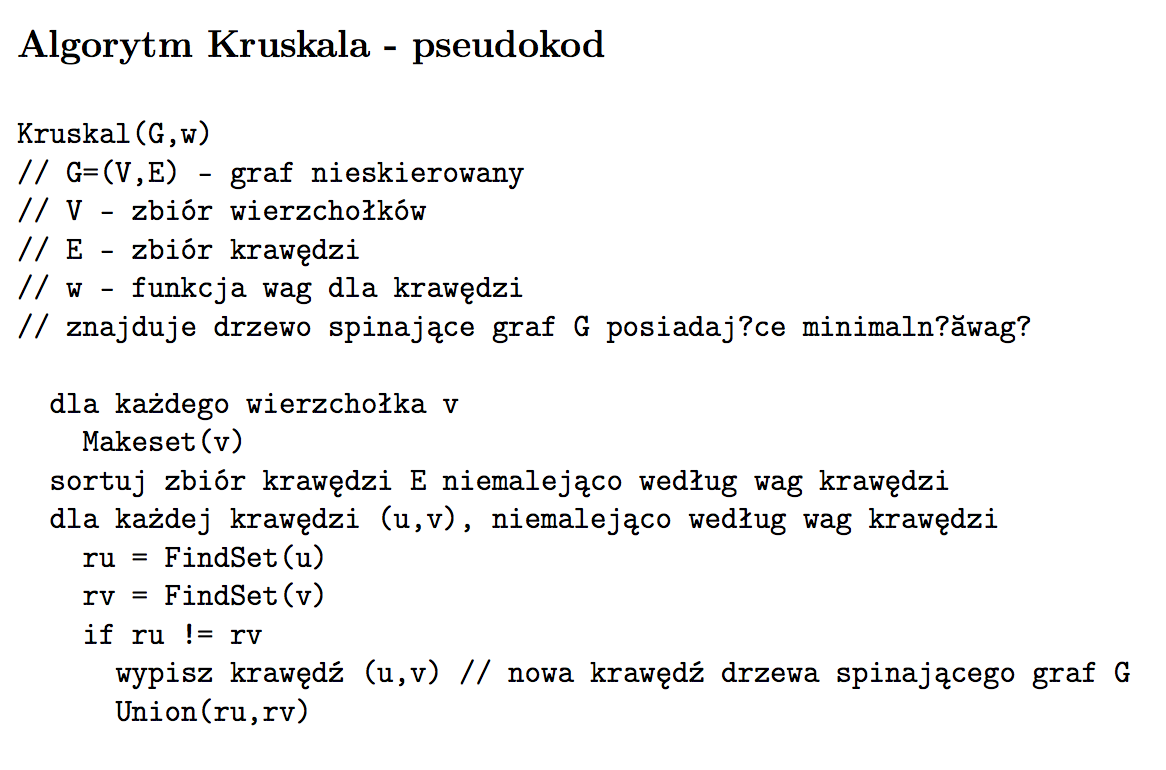 Algorytm Kruskala - pseudokod
Kruskal(G,w)
// G=(V,E) – graf nieskierowany
// V – zbiór wierzchołków
// E – zbiór krawędzi
// w – funkcja wag dla krawędzi
// znajduje drzewo spinające graf G posiadaj?ce minimaln?ăwag?
dla każdego wierzchołka v
Makeset(v)
sortuj zbiór krawędzi E niemalejąco według wag krawędzi
dla każdej krawędzi (u,v), niemalejąco według wag krawędzi
ru = FindSet(u)
rv = FindSet(v)
if ru != rv
wypisz krawędź (u,v) // nowa krawędź drzewa spinającego graf G
Union(ru,rv)